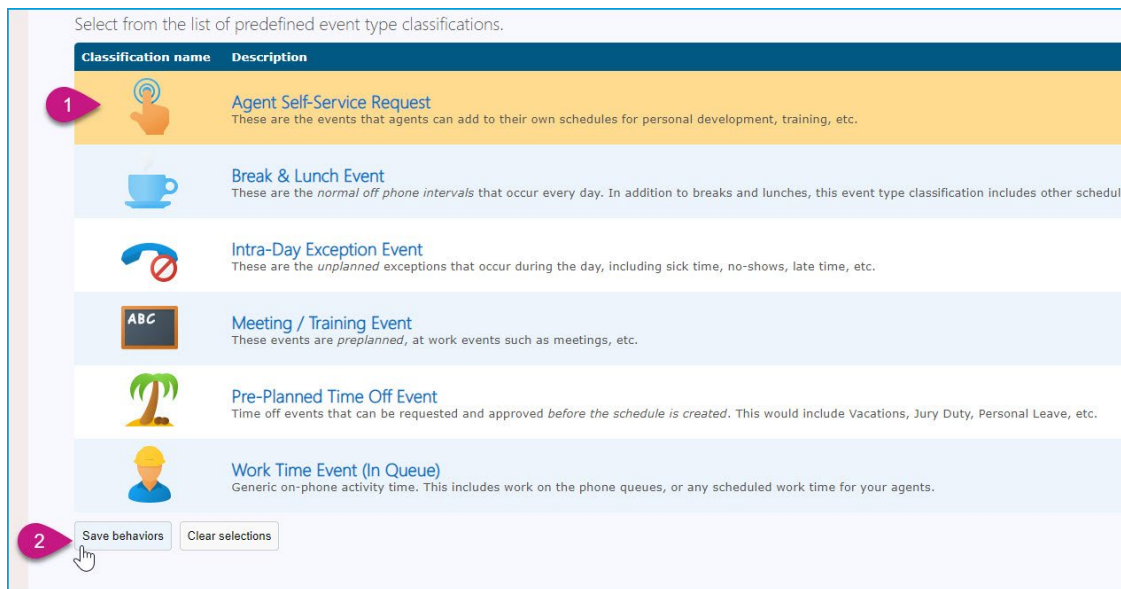 Select from the list of predefined event type classifications.
Classification name Description
1
Agent Self-Service Request
These are the events that agents can add to their own schedules for personal development, training, etc.
Break & Lunch Event
These are the normal off phone intervals that occur every day. In addition to breaks and lunches, this event type classification includes other schedul
Intra-Day Exception Event
These are the unplanned exceptions that occur during the day, including sick time, no-shows, late time, etc.
ABC
Meeting / Training Event
These events are preplanned, at work events such as meetings, etc.
Pre-Planned Time Off Event
Time off events that can be requested and approved before the schedule is created. This would include Vacations, Jury Duty, Personal Leave, etc.
Work Time Event (In Queue)
Generic on-phone activity time. This includes work on the phone queues, or any scheduled work time for your agents.
2 Save behaviors Clear selections